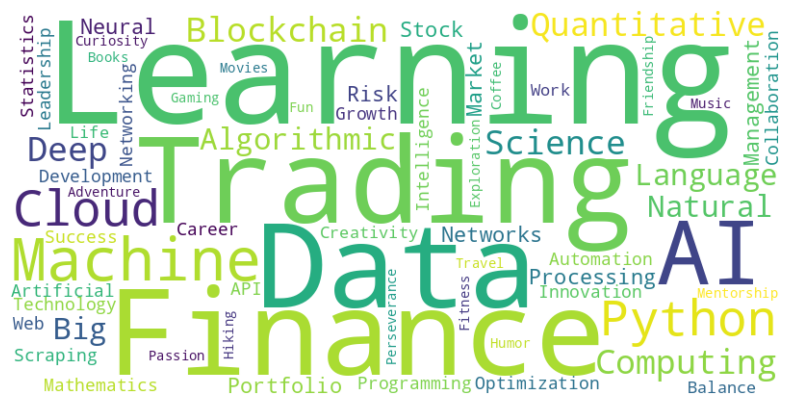 Learning
Quantitative
Blockchain
Neural
Stock
Curiosity
Books
Statistics
Leadership
Movies
Gaming
Fun
Networking
Risk
Growth
Market
Coffee
Work
Friendship
Music
Management
Collaboration
Life
Deep
Algorithmic
Intelligence
Exploration
Science
Trading
Language
Natural
Development
Adventure
Cloud
Career
Creativity
Networks
Success
Machine
Data
Travel
Automation
Processing
AI
Artificial
API
Innovation
Mentorship
Technology
Web
Big
Finance
Perseverance
Fitness
Python
Scraping
Passion
Hiking
Humor
Computing
Mathematics
Portfolio
Programming
Optimization
Balance